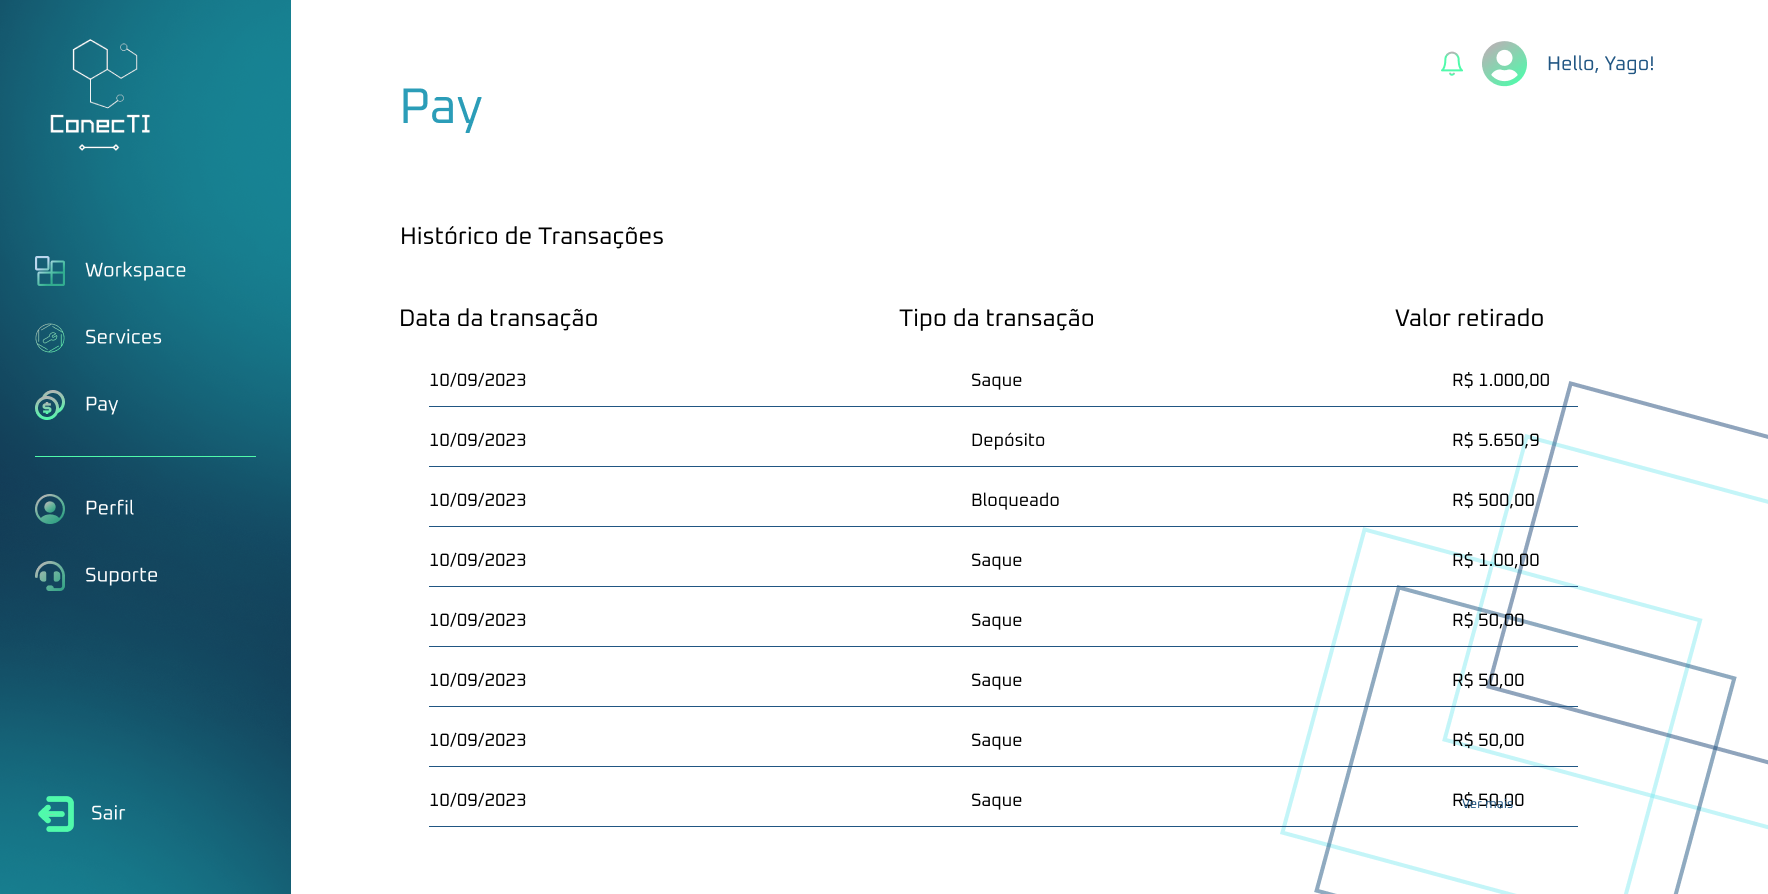 ConecTI
Hello, Yago!
Pay
Workspace
Services
Pay
Perfil
Suporte
Sair
Histórico de Transações
Data da transação Tipo da transação Valor retirado
10/09/2023 Saque R$ 1.000,00
10/09/2023 Depósito R$ 5.650,9
10/09/2023 Bloqueado R$ 500,00
10/09/2023 Saque R$ 1.00,00
10/09/2023 Saque R$ 50,00
10/09/2023 Saque R$ 50,00
10/09/2023 Saque R$ 50,00
10/09/2023 Saque R$ 50,00
Ver mais